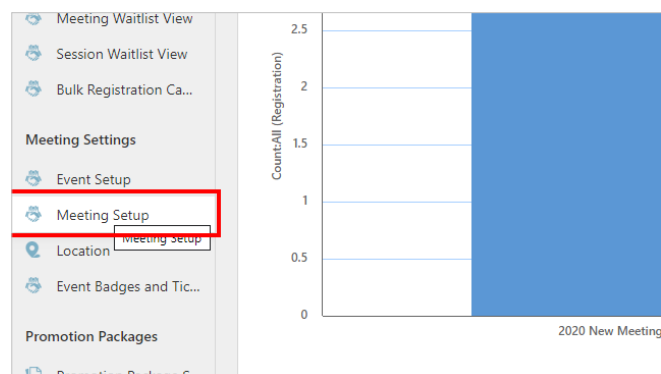 Meeting Waitlist View
Session Waitlist View
Bulk Registration Ca...
Meeting Settings
Event Setup
Meeting Setup
Meeting Setup
Location
Event Badges and Tic...
Promotion Packages
Promotion Package S...
2.5
2
1.5
1
0.5
0
Count:All (Registration)
2020 New Meeting